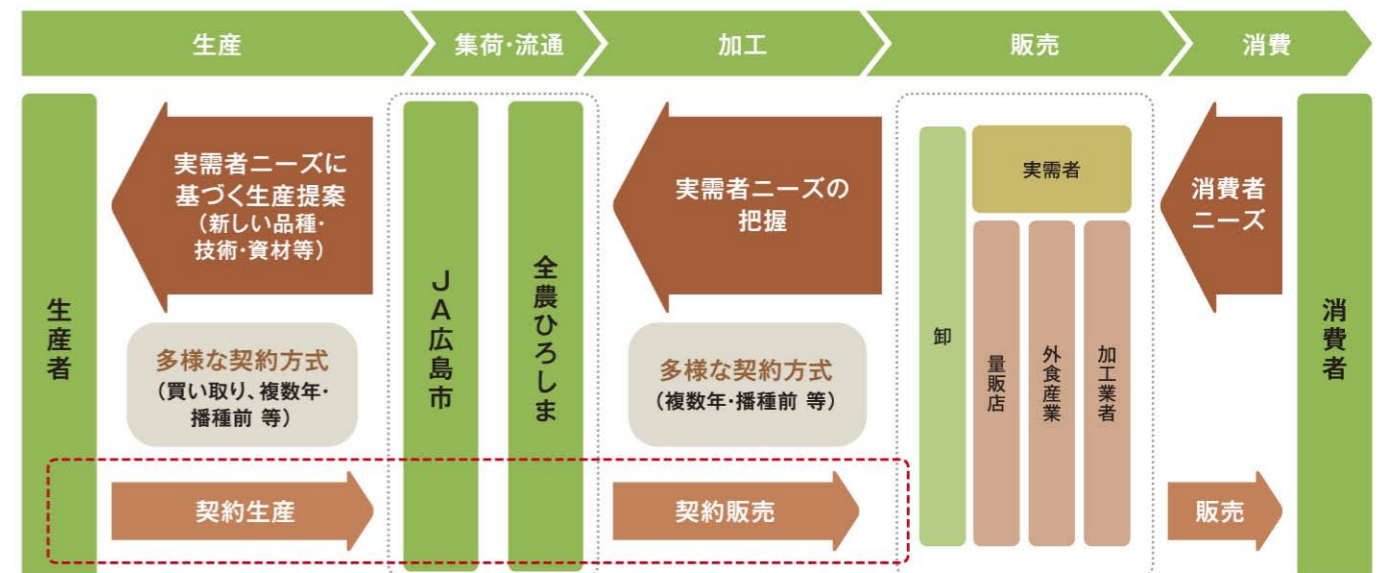 生産
集荷・流通
加工
販売
消費
生産者
実需者ニーズに
基づく生産提案
（新しい品種・
技術・資材等）
多様な契約方式
（買い取り、複数年・
播種前 等）
契約生産
JA広島市
全農ひろしま
実需者ニーズの
把握
多様な契約方式
（複数年・播種前 等）
契約販売
卸
実需者
量販店
外食産業
加工業者
消費者
ニーズ
販売
消費者